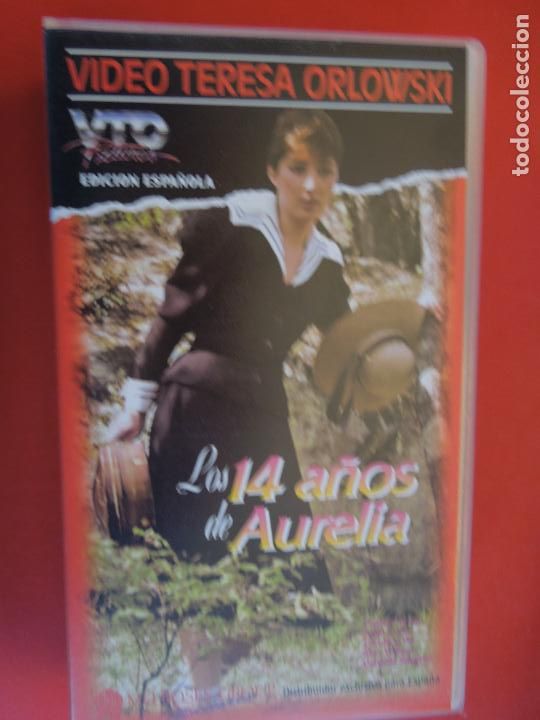 VIDEO TERESA ORLOWSKI
VTO
EDICION ESPAÑOLA
Los 14 años
de Aurelia
Distribuidor exclusivo para España
todocoleccion